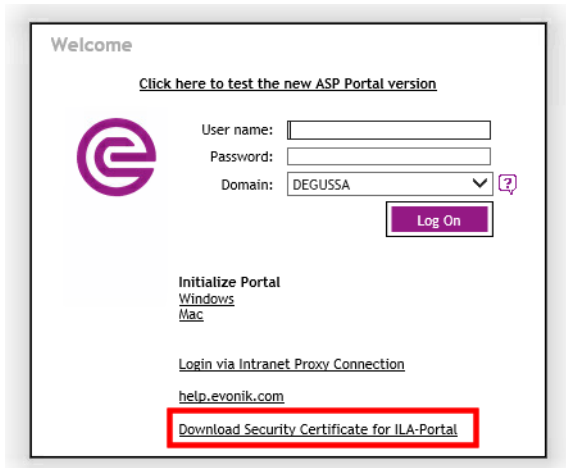 Welcome
Click here to test the new ASP Portal version
User name:
Password:
Domain: DEGUSSA
Log On
Initialize Portal
Windows
Mac
Login via Intranet Proxy Connection
help.evonik.com
Download Security Certificate for ILA-Portal